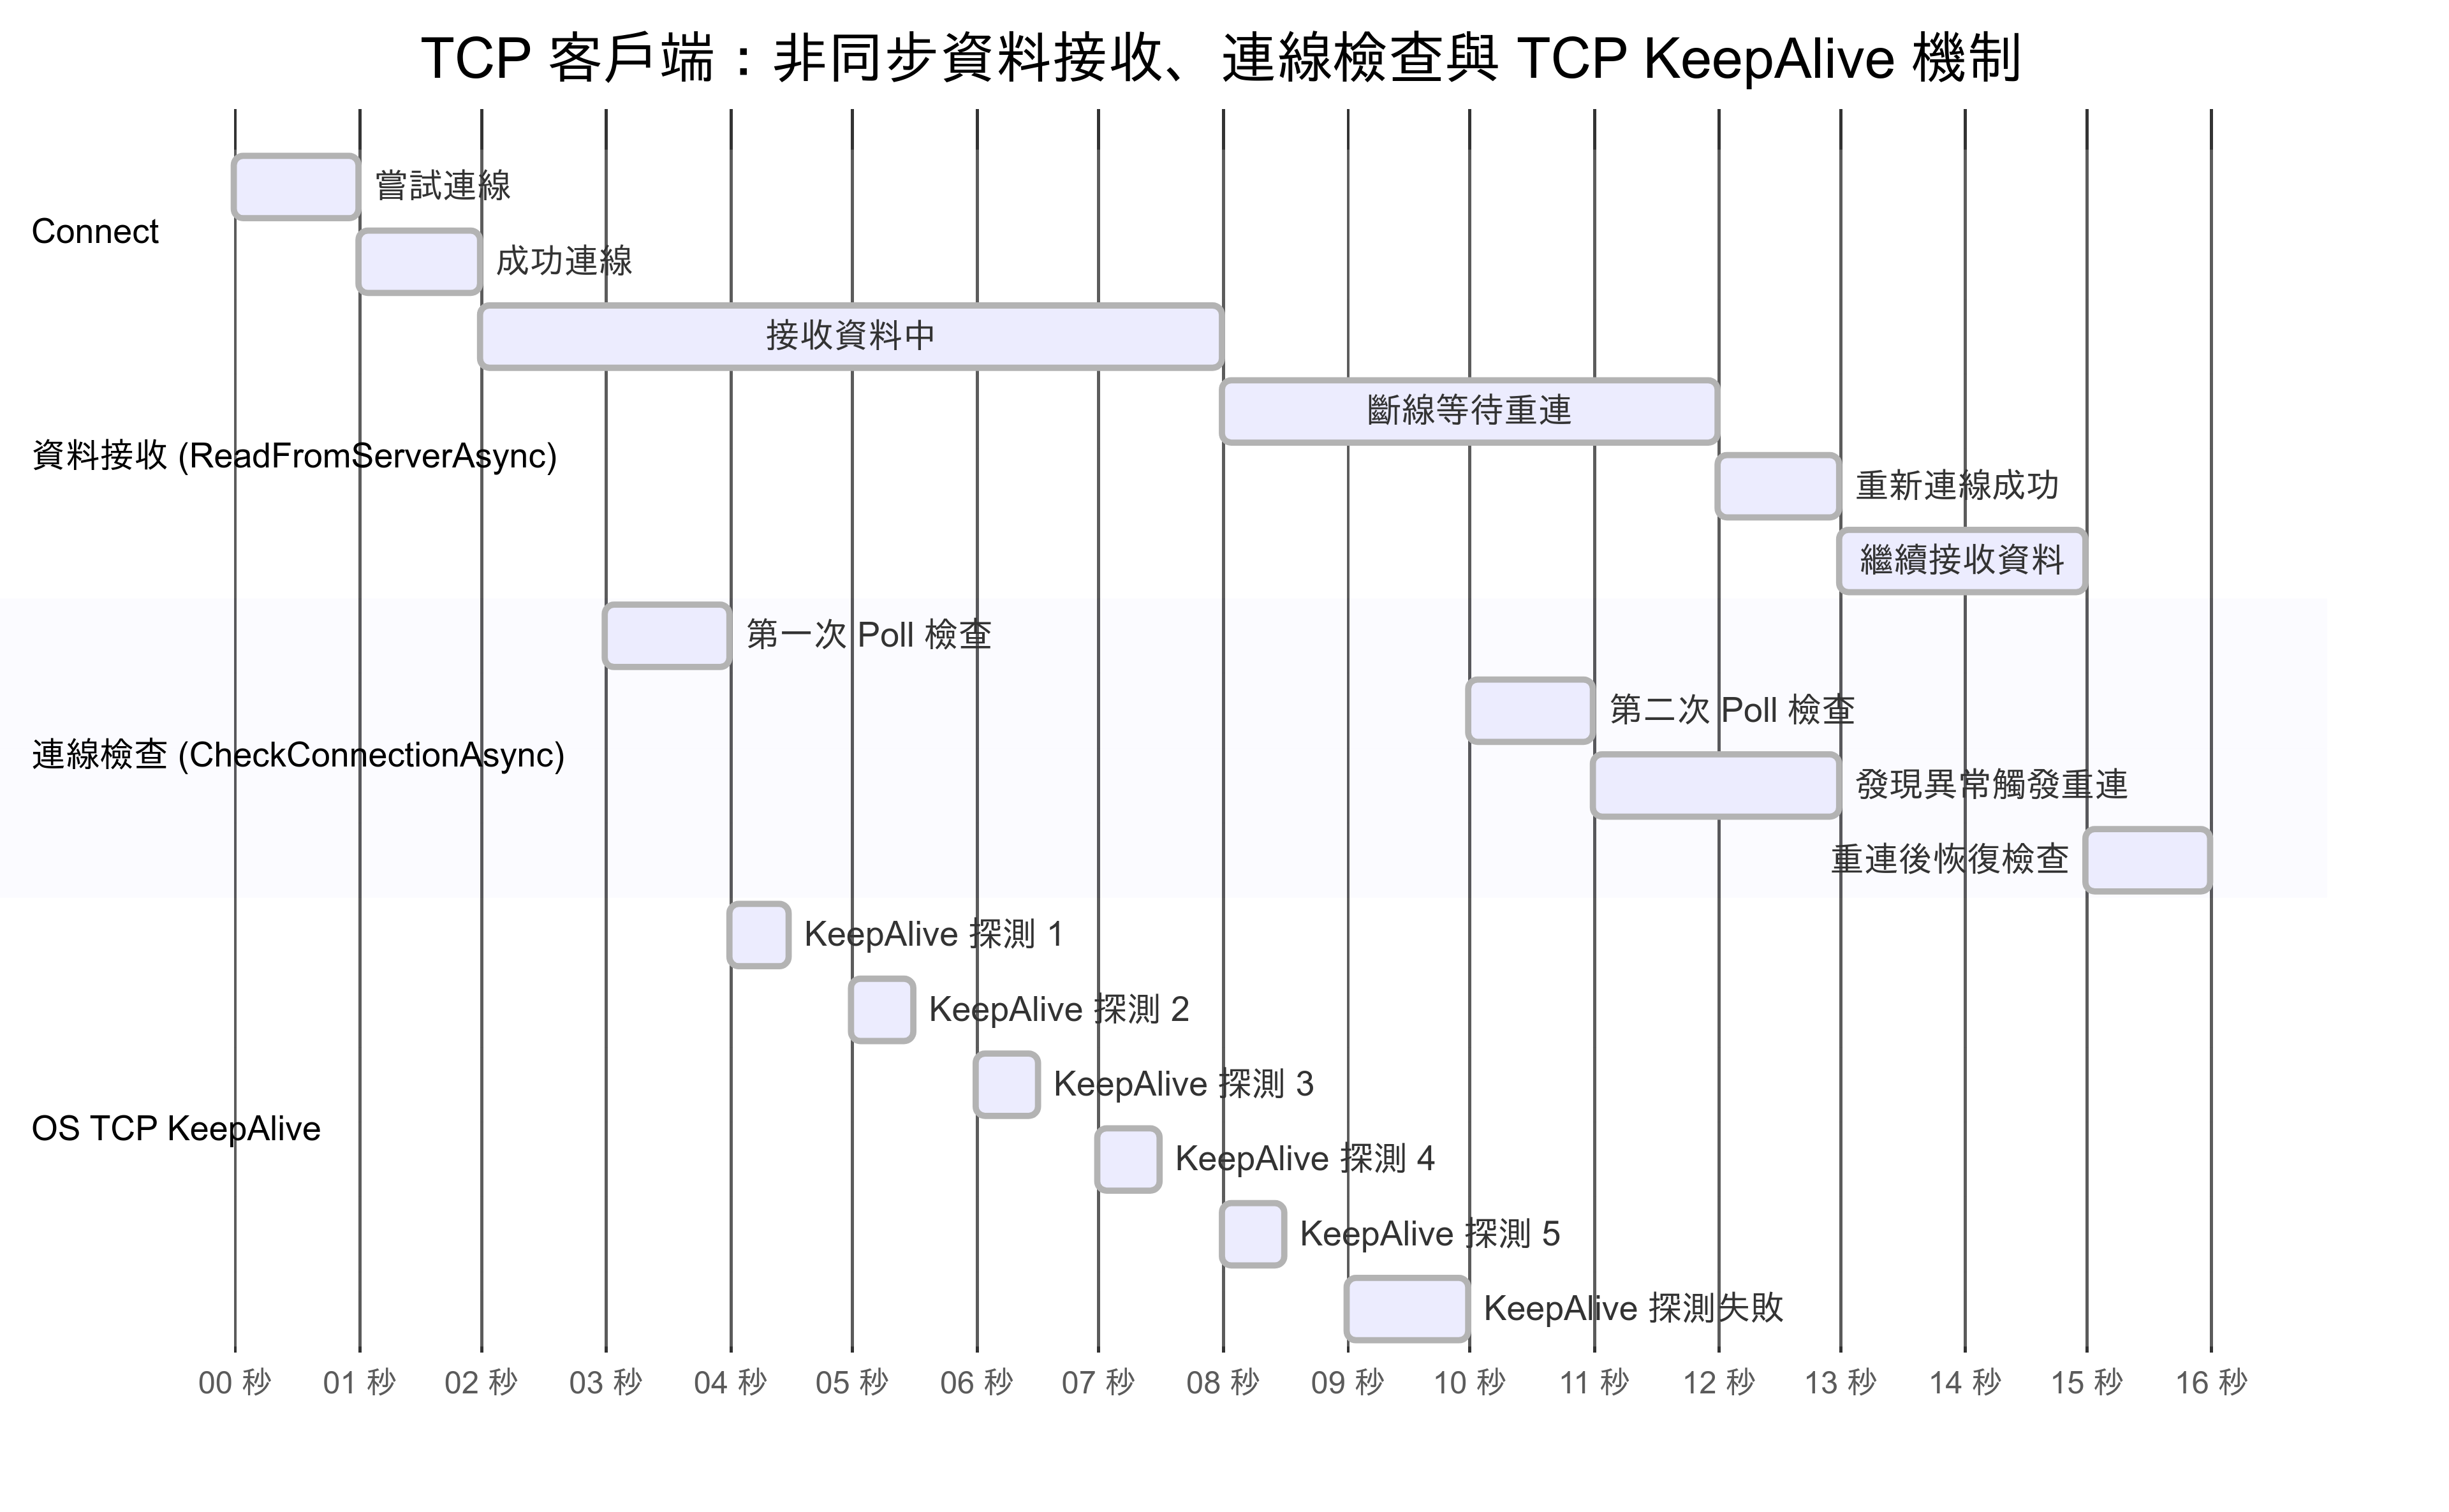 TCP 客戶端：非同步資料接收、連線檢查與 TCP KeepAlive 機制
Connect
嘗試連線
成功連線
資料接收 (ReadFromServerAsync)
接收資料中
斷線等待重連
重新連線成功
繼續接收資料
連線檢查 (CheckConnectionAsync)
第一次 Poll 檢查
第二次 Poll 檢查
發現異常觸發重連
重連後恢復檢查
OS TCP KeepAlive
KeepAlive 探測 1
KeepAlive 探測 2
KeepAlive 探測 3
KeepAlive 探測 4
KeepAlive 探測 5
KeepAlive 探測失敗
00 秒 01 秒 02 秒 03 秒 04 秒 05 秒 06 秒 07 秒 08 秒 09 秒 10 秒 11 秒 12 秒 13 秒 14 秒 15 秒 16 秒